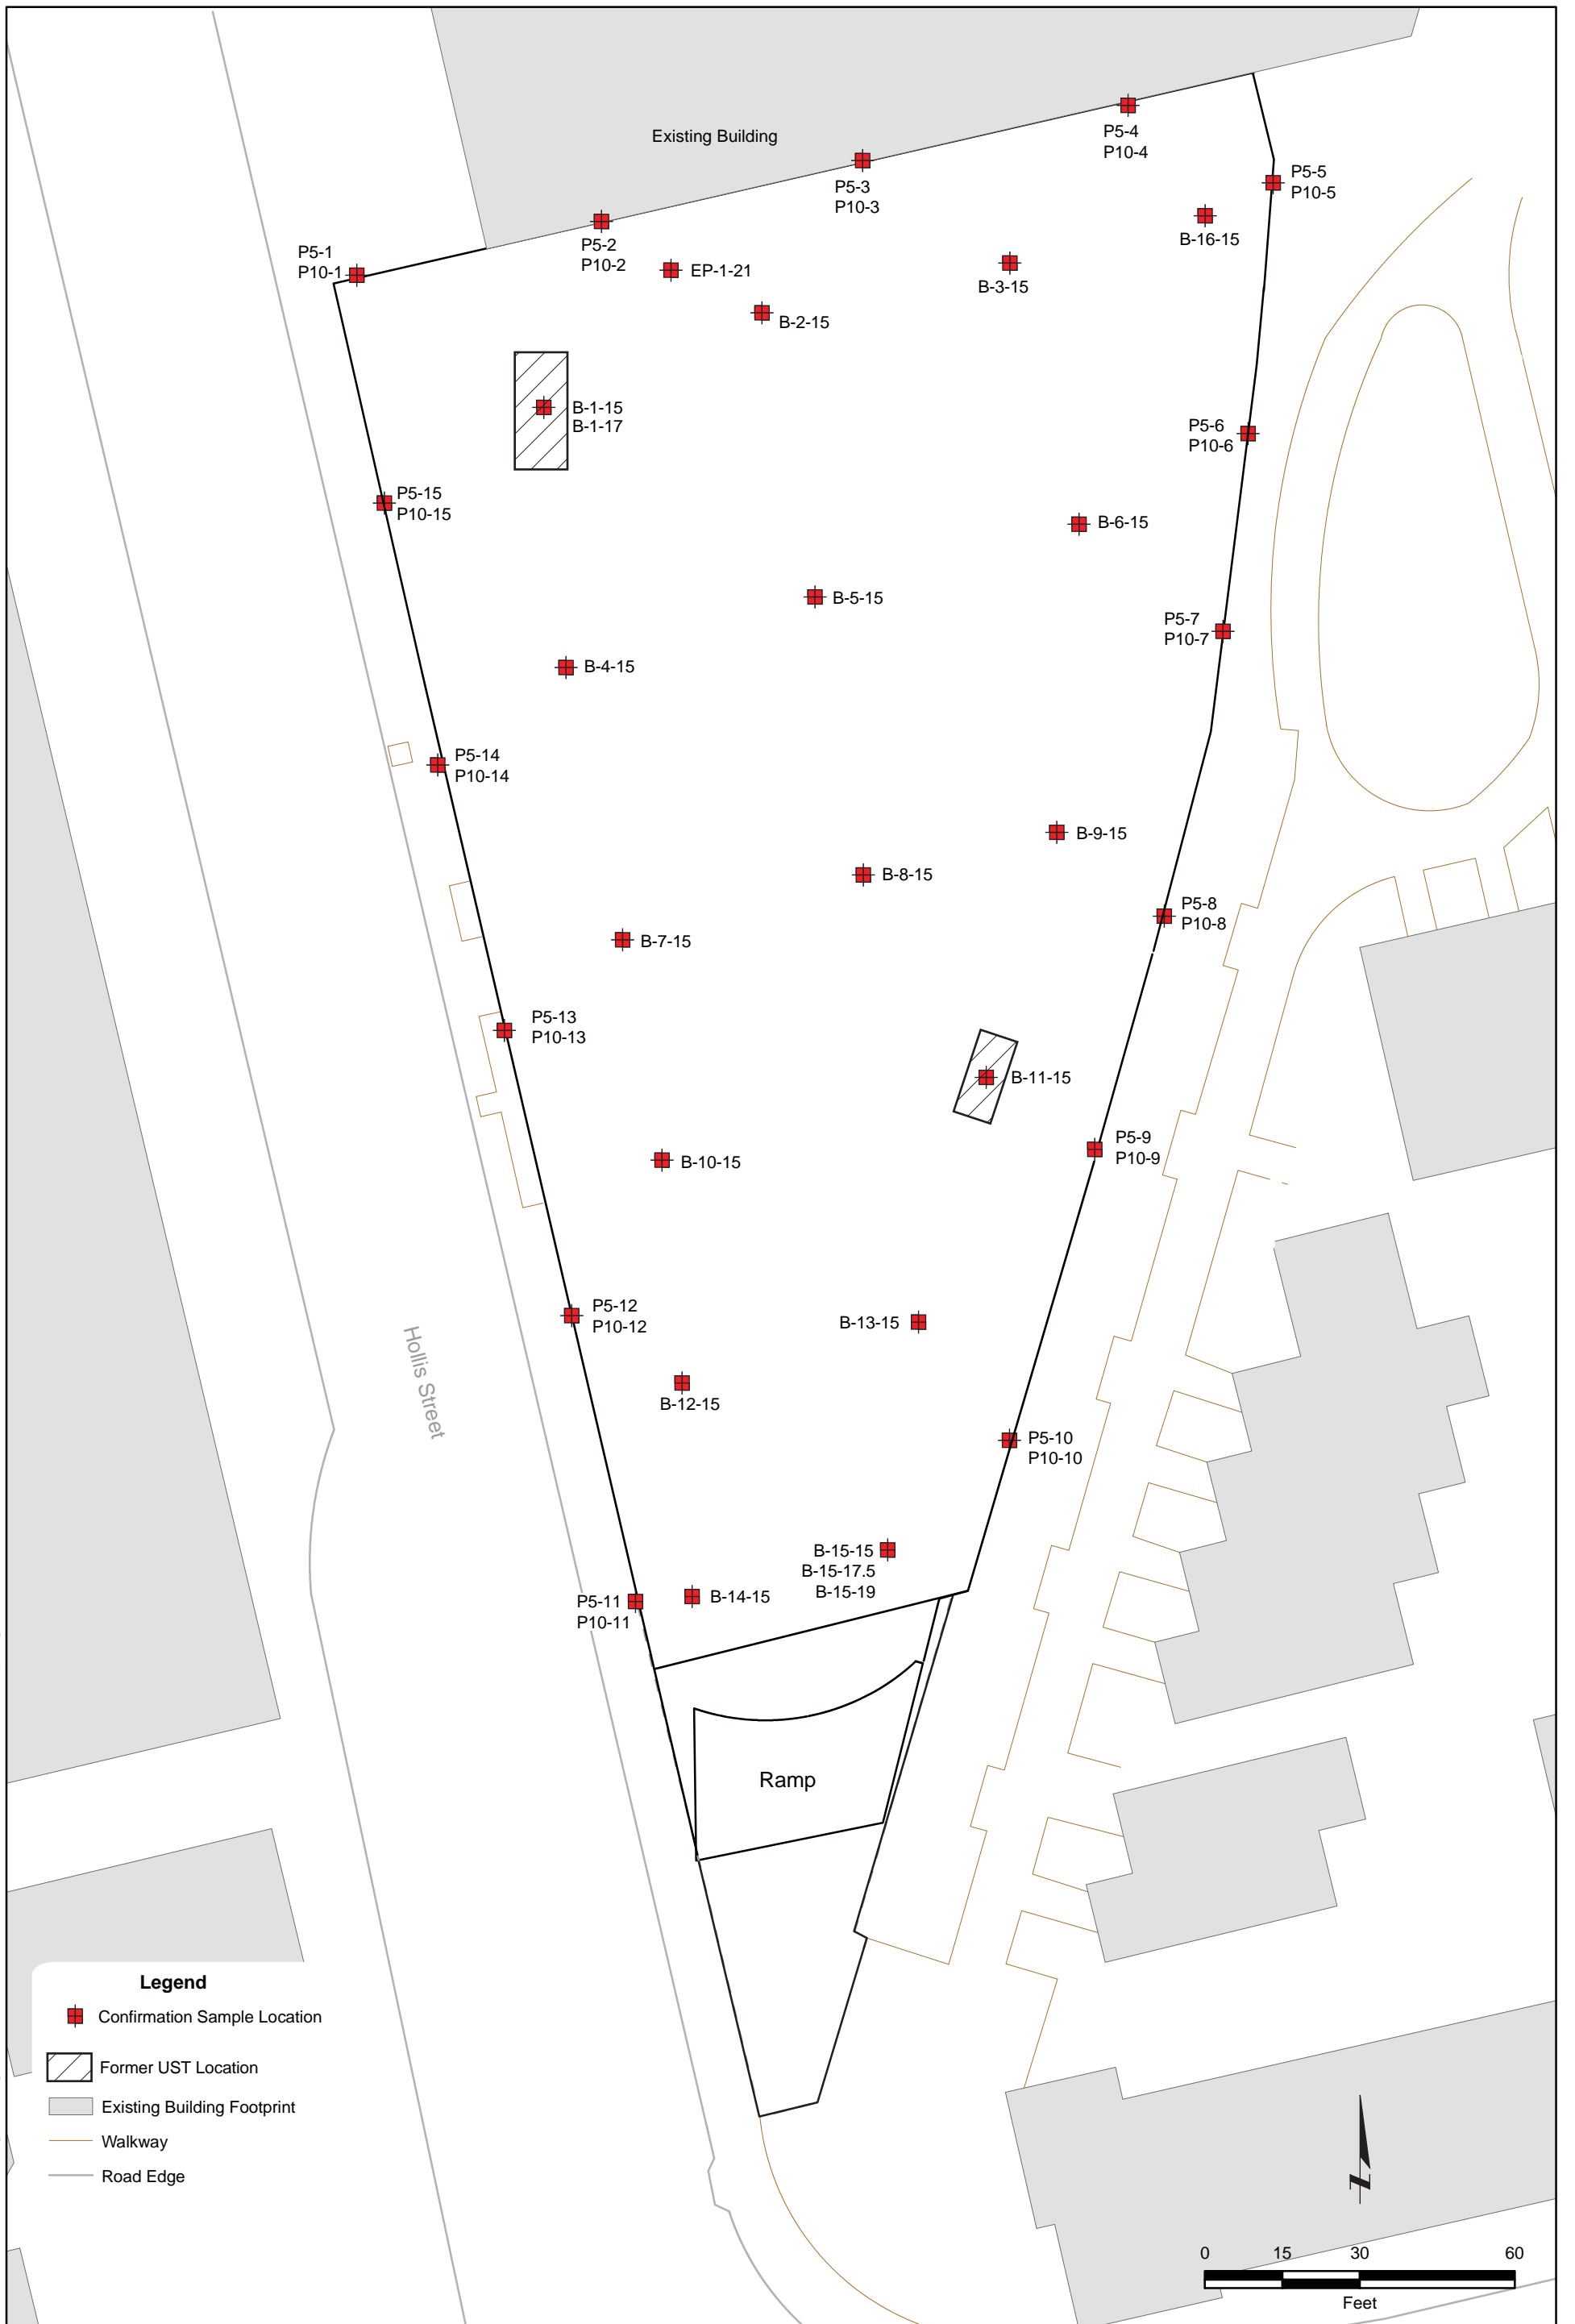 Existing Building
P5-4
P10-4
P5-3
P10-3
P5-5
P10-5
B-16-15
P5-2
P10-2
P5-1
P10-1
EP-1-21
B-3-15
B-2-15
B-1-15
B-1-17
P5-6
P10-6
P5-15
P10-15
B-6-15
B-5-15
P5-7
P10-7
B-4-15
P5-14
P10-14
B-9-15
B-8-15
P5-8
P10-8
B-7-15
P5-13
P10-13
B-11-15
P5-9
P10-9
B-10-15
P5-12
P10-12
B-13-15
Hollis Street
B-12-15
P5-10
P10-10
B-15-15
B-15-17.5
B-15-19
B-14-15
P5-11
P10-11
Ramp
Legend
Confirmation Sample Location
Former UST Location
Existing Building Footprint
Walkway
Road Edge
Z
0 15 30 60
Feet